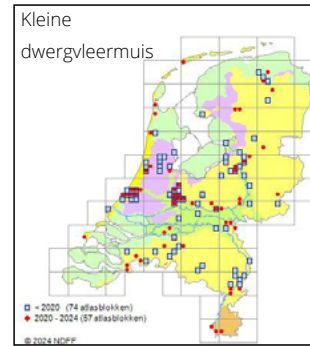 Kleine
dwergvleermuis
< 2020 (74 atlasblokken)
2020 - 2024 (57 atlasblokken)
© 2024 NDFF